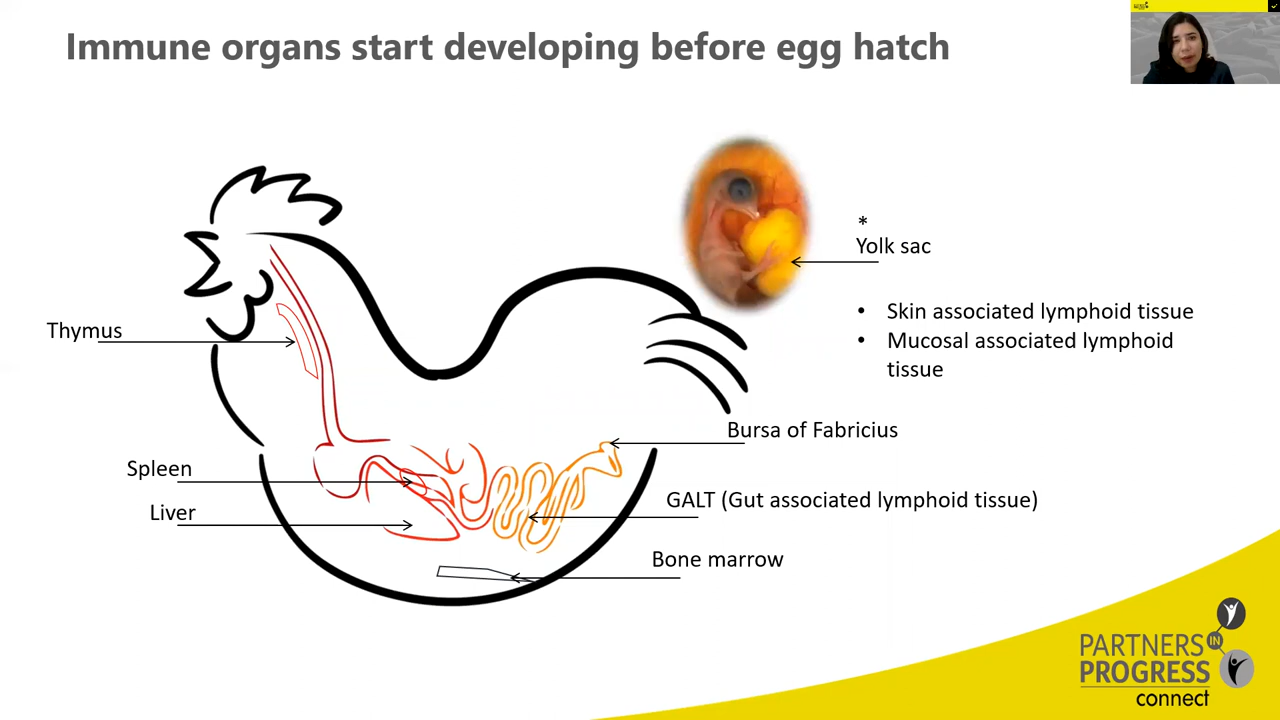 Immune organs start developing before egg hatch
*
Yolk sac
• Skin associated lymphoid tissue
• Mucosal associated lymphoid
tissue
Thymus
Bursa of Fabricius
Spleen
GALT (Gut associated lymphoid tissue)
Liver
Bone marrow
PARTNERS
IN
PROGRESS
connect